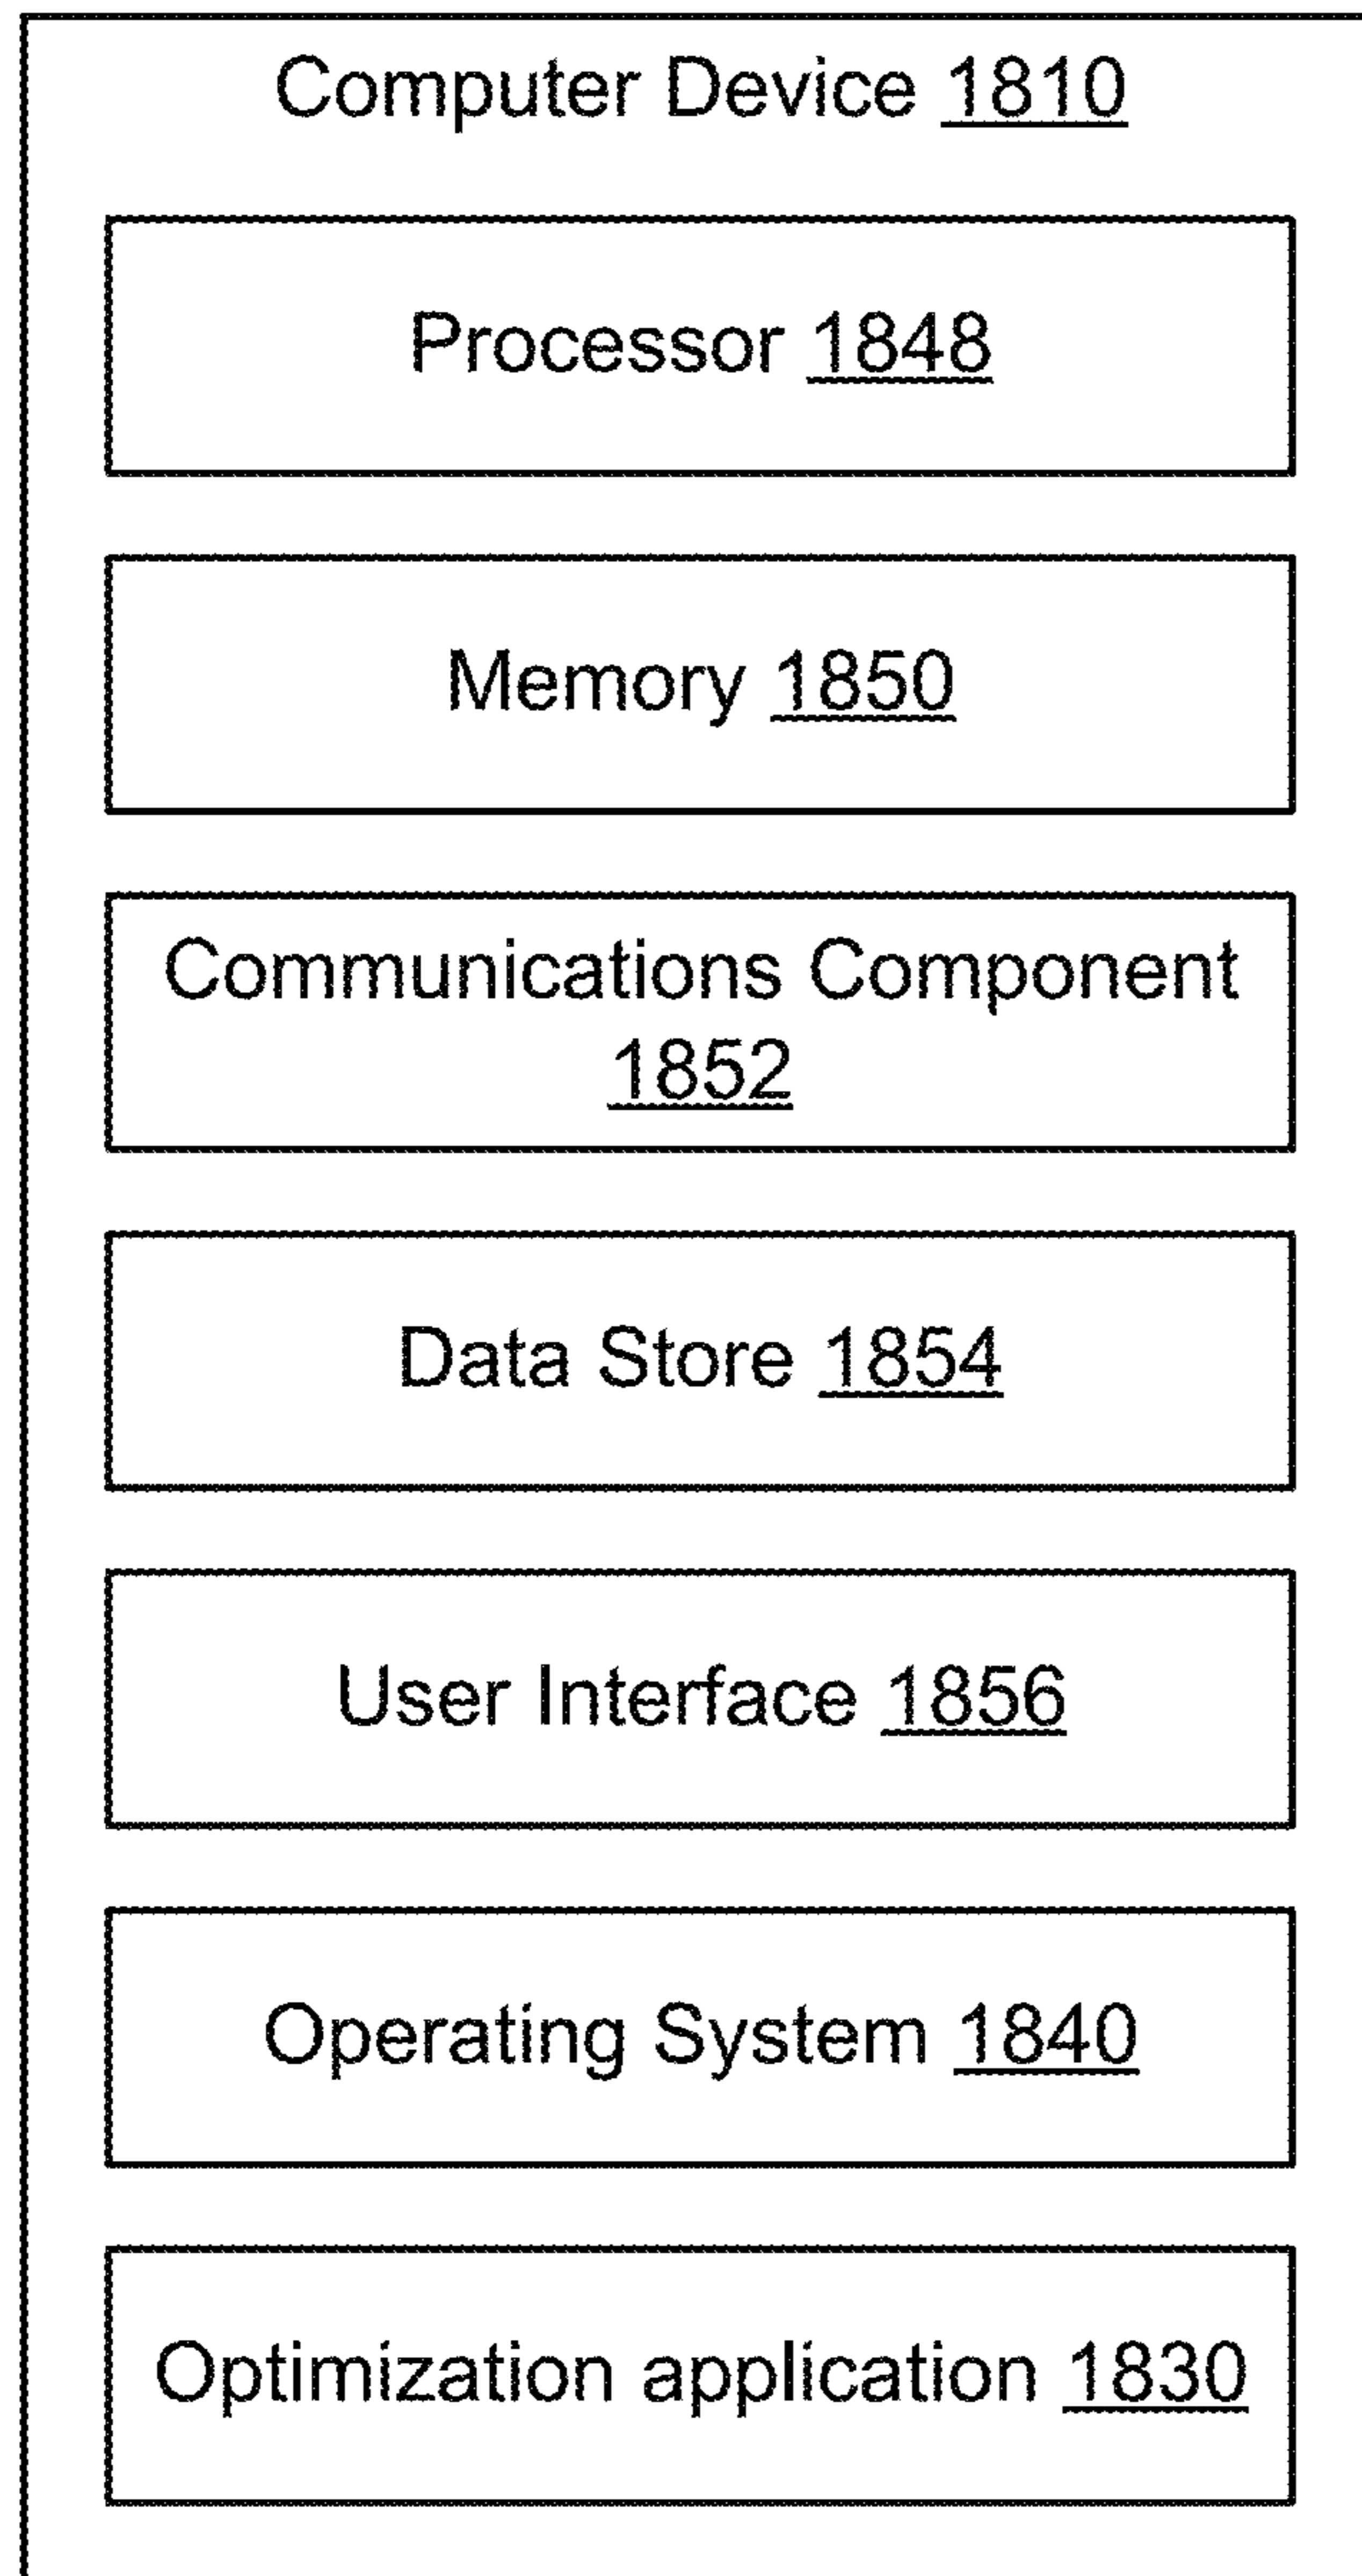 Computer Device 1810
Processor 1848
Memory 1850
Communications Component
1852
Data Store 1854
User Interface 1856
Operating System 1840
Optimization application 1830